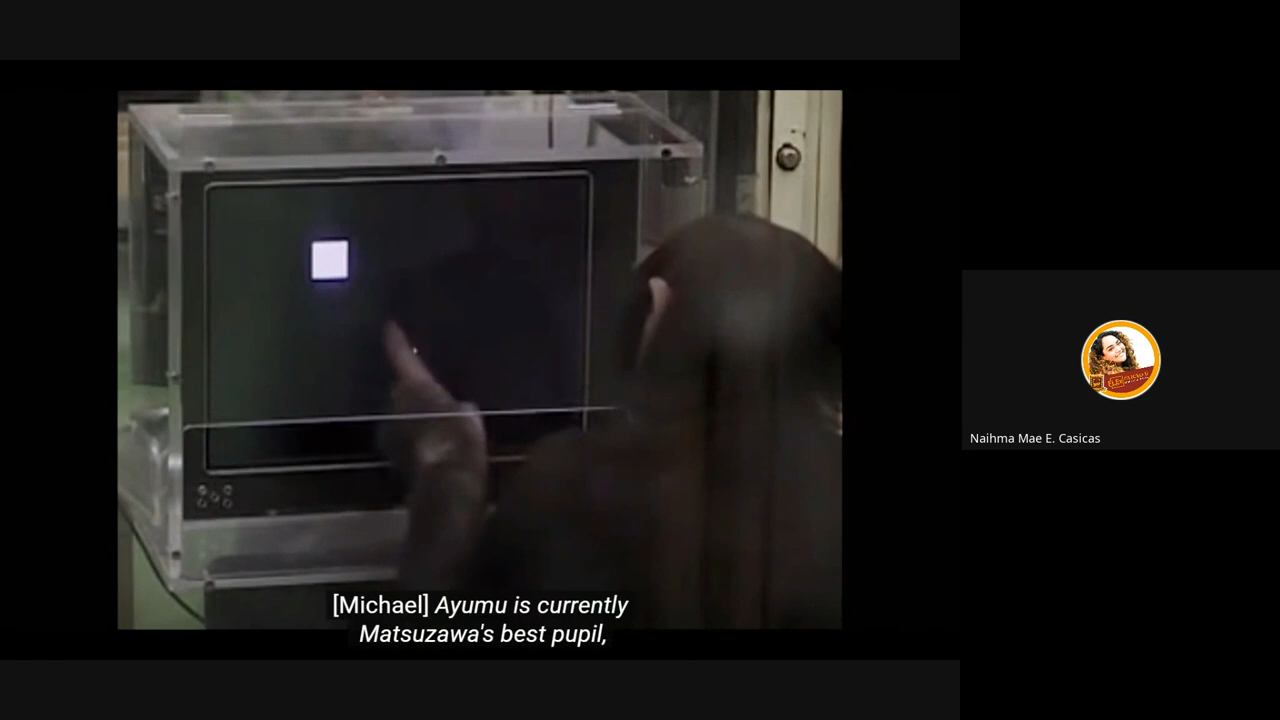 [Michael] Ayumu is currently
Matsuzawa's best pupil,
Naihma Mae E. Casicas